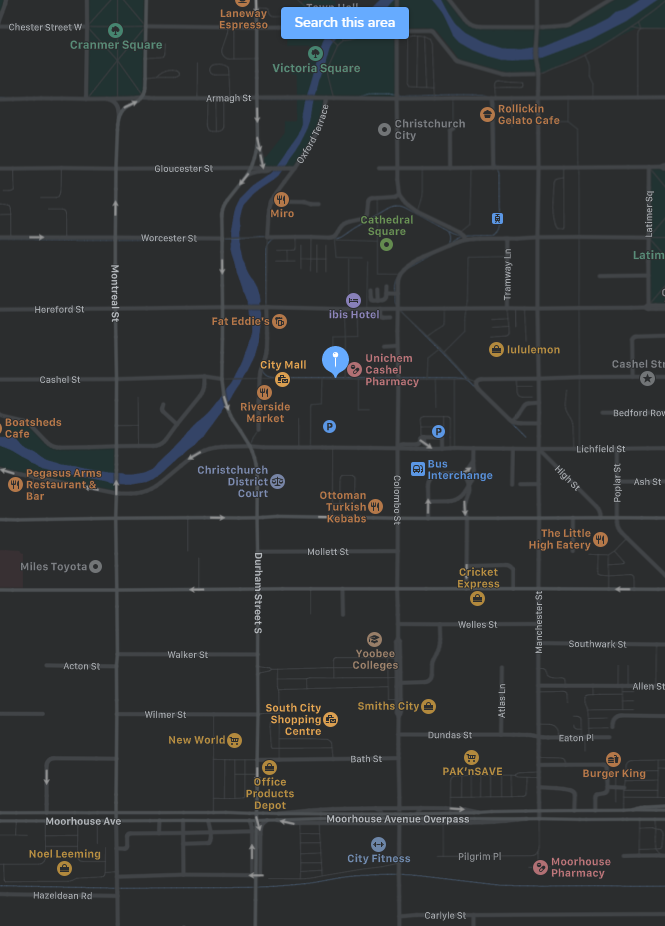 Laneway
Espresso
Town Hall
Search this area
Chester Street W
Cranmer Square
Victoria Square
Armagh St
Oxford Terrace
Christchurch
City
Rollickin
Gelato Cafe
Gloucester St
Miro
Cathedral
Square
Latimer Sq
Worcester St
Tramway Ln
Latim
Montreal St
Hereford St
ibis Hotel
Fat Eddie's
City Mall
Unichem
Cashel
Pharmacy
lululemon
Cashel St
Cashel Str
Riverside
Market
Bedford Row
Boatsheds
Cafe
P
P
Lichfield St
Pegasus Arms
Restaurant &
Bar
Christchurch
District
Court
Bus
Interchange
High St
Poplar St
Ash St
Ottoman
Turkish
Kebabs
Colombo St
The Little
High Eatery
Mollett St
Miles Toyota
Durham Street S
Cricket
Express
Manchester St
Welles St
Yoobee
Colleges
Southwark St
Walker St
Acton St
Atlas Ln
Allen St
South City
Shopping
Centre
Smiths City
Wilmer St
New World
Dundas St
Eaton Pl
Bath St
PAK'nSAVE
Burger King
Office
Products
Depot
Moorhouse Ave
Moorhouse Avenue Overpass
Noel Leeming
City Fitness
Pilgrim Pl
Moorhouse
Pharmacy
Hazeldean Rd
Carlyle St